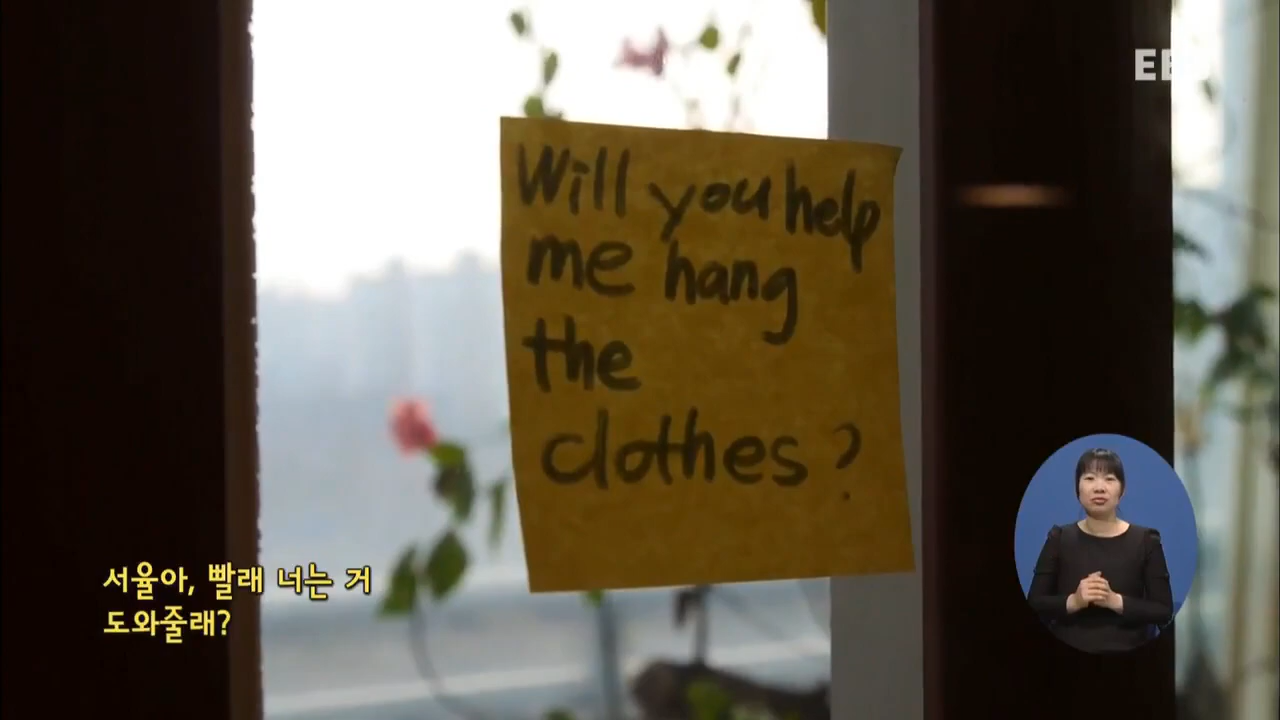 Will you help
me hang
the
clothes?
서율아, 빨래 너는 거
도와줄래?